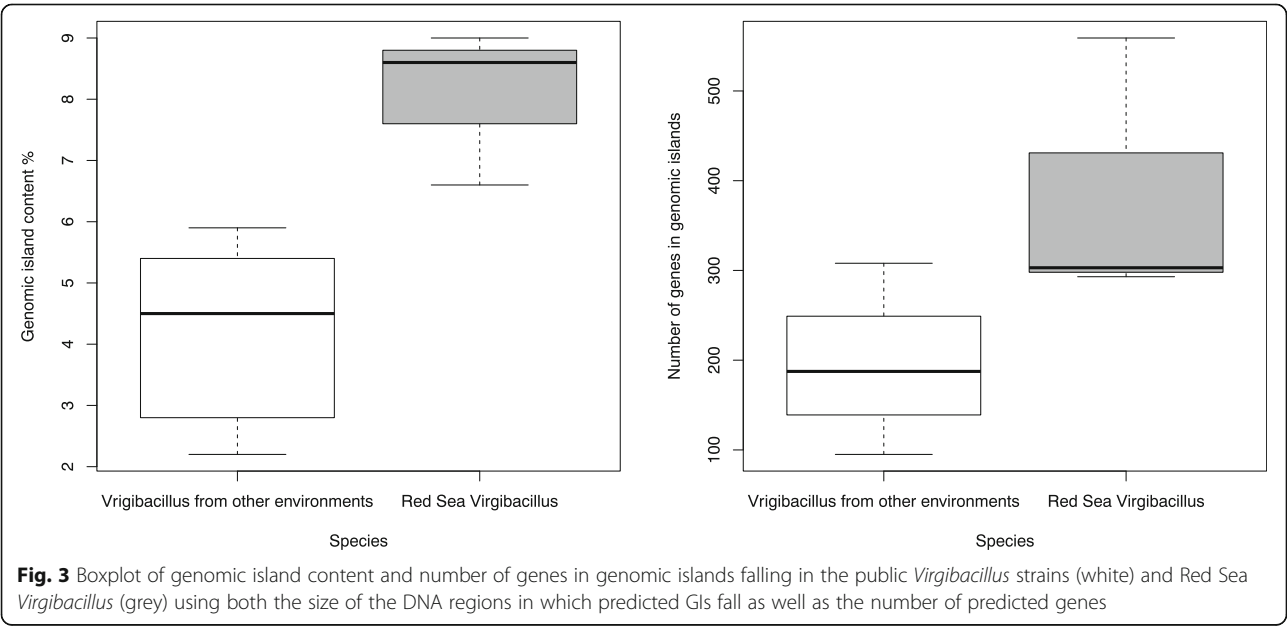 9
8
7
6
5
4
3
2
Genomic island content %
Vrigibacillus from other environments
Red Sea Virgibacillus
Species
500
400
300
200
100
Number of genes in genomic islands
Vrigibacillus from other environments
Red Sea Virgibacillus
Species
Fig. 3 Boxplot of genomic island content and number of genes in genomic islands falling in the public Virgibacillus strains (white) and Red Sea
Virgibacillus (grey) using both the size of the DNA regions in which predicted GIs fall as well as the number of predicted genes